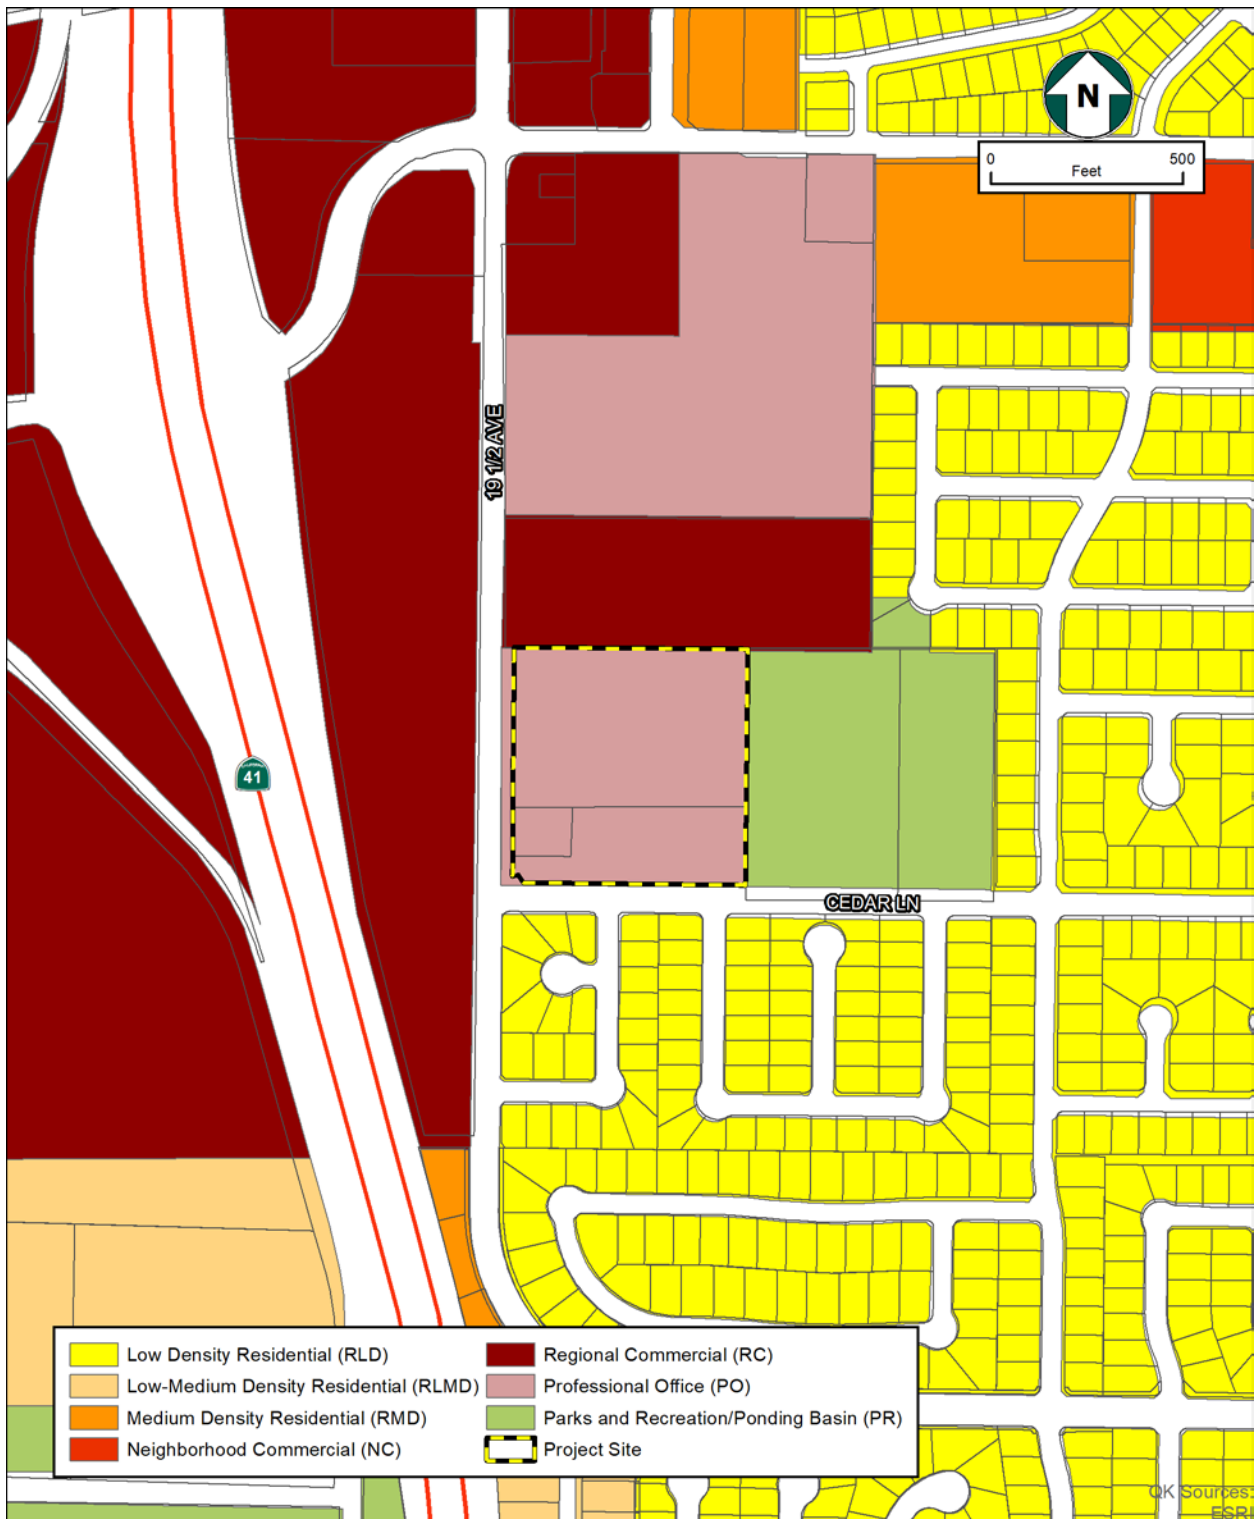 N
0 500
Feet
19 1/2 AVE
41
CEDAR LN
Low Density Residential (RLD)
Low-Medium Density Residential (RLMD)
Medium Density Residential (RMD)
Neighborhood Commercial (NC)
Regional Commercial (RC)
Professional Office (PO)
Parks and Recreation/Ponding Basin (PR)
Project Site
QK Sources:
ESRI